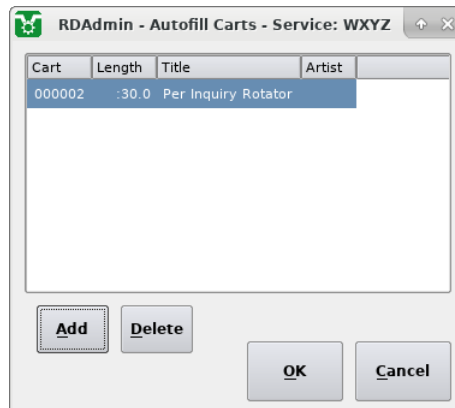 RDAdmin - Autofill Carts - Service: WXYZ
Cart Length Title Artist
000002 :30.0 Per Inquiry Rotator
Add Delete
OK Cancel